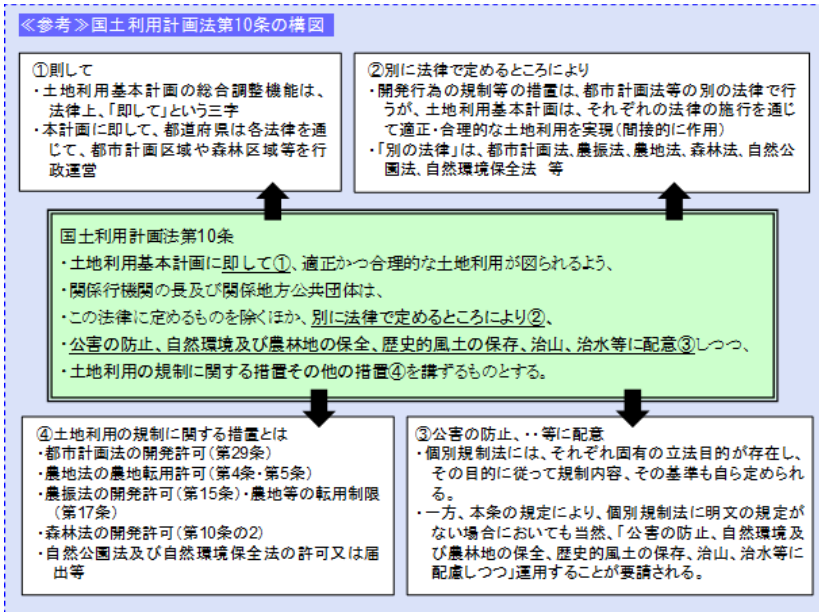 ≪参考≫国土利用計画法第10条の構図
①則して
・土地利用基本計画の総合調整機能は、
法律上、「即して」という三字
・本計画に即して、都道府県は各法律を通
じて、都市計画区域や森林区域等を行
政運営
②別に法律で定めるところにより
・開発行為の規制等の措置は、都市計画法等の別の法律で行
うが、土地利用基本計画は、それぞれの法律の施行を通じ
て適正・合理的な土地利用を実現(間接的に作用)
・「別の法律」は、都市計画法、農振法、農地法、森林法、自然公
園法、自然環境保全法 等
国土利用計画法第10条
・土地利用基本計画に即して①、適正かつ合理的な土地利用が図られるよう、
・関係行機関の長及び関係地方公共団体は、
・この法律に定めるものを除くほか、別に法律で定めるところにより②、
・公害の防止、自然環境及び農林地の保全、歴史的風土の保存、治山、治水等に配意③しつつ、
・土地利用の規制に関する措置その他の措置④を講ずるものとする。
④土地利用の規制に関する措置とは
・都市計画法の開発許可(第29条)
・農地法の農地転用許可(第4条・第5条)
・農振法の開発許可(第15条)・農地等の転用制限
(第17条)
・森林法の開発許可(第10条の2)
・自然公園法及び自然環境保全法の許可又は届
出等
③公害の防止、・・等に配意
・個別規制法には、それぞれ固有の立法目的が存在し、
その目的に従って規制内容、その基準も自ら定められ
る。
・一方、本条の規定により、個別規制法に明文の規定が
ない場合においても当然、「公害の防止、自然環境及
び農林地の保全、歴史的風土の保存、治山、治水等に
配慮しつつ」運用することが要請される。